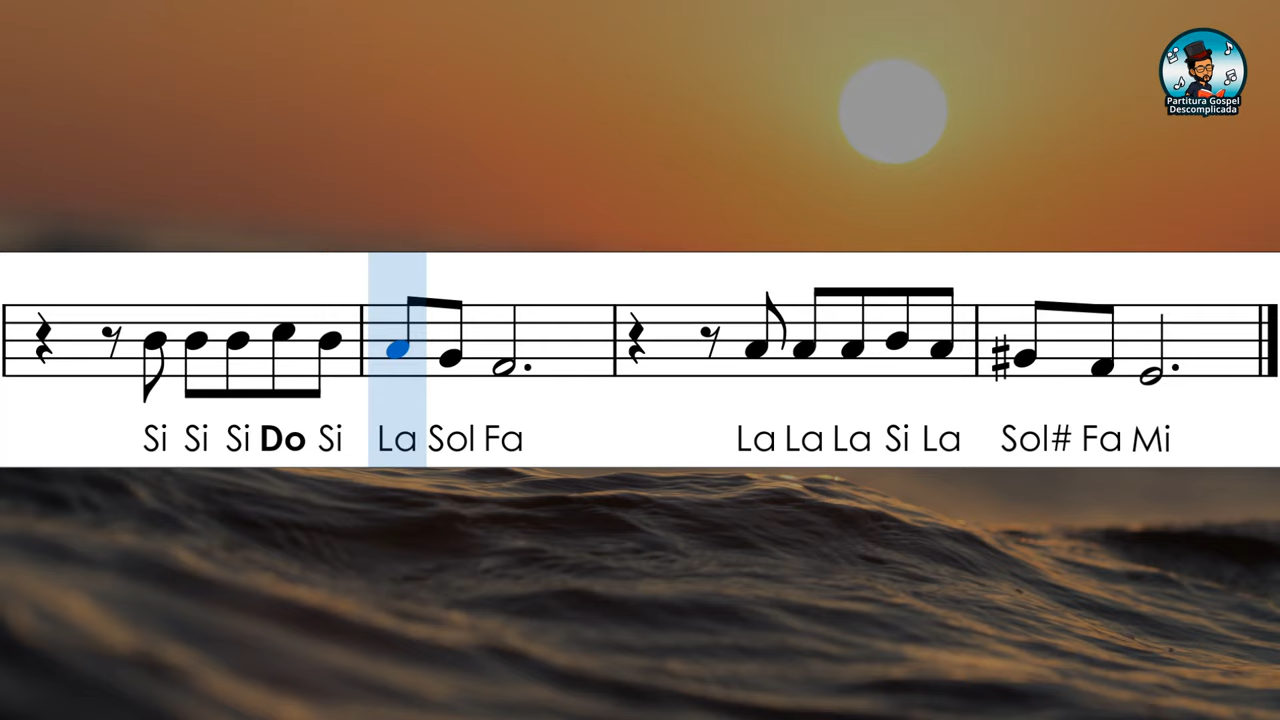 Partitura Gospel
Descomplicada
Si Si Si Do Si La Sol Fa La La La Si La Sol# Fa Mi